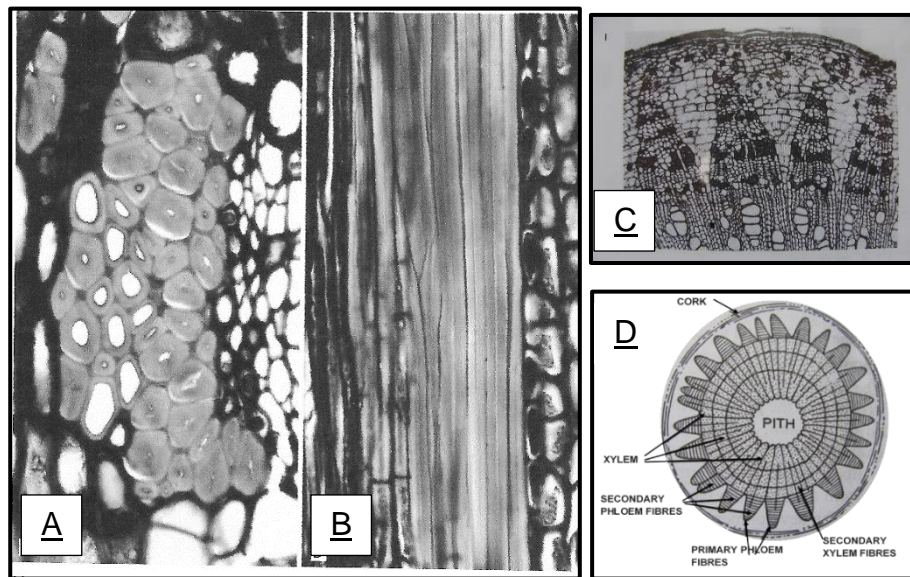 A
B
C
D
CORK
PITH
XYLEM
SECONDARY
PHLOEM FIBRES
PRIMARY PHLOEM
FIBRES
SECONDARY
XYLEM FIBRES